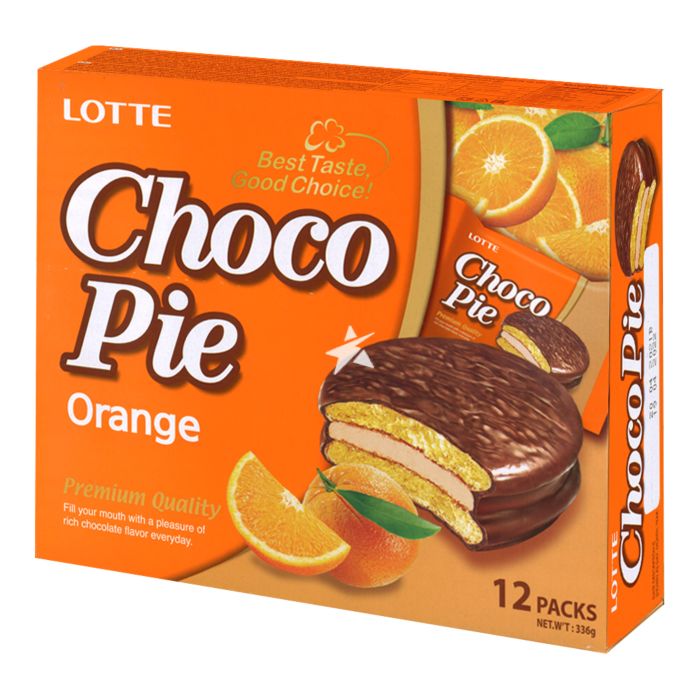 LOTTE
Best Taste,
Good Choice!
Choco
Pie
Orange
Premium Quality
Fill your mouth with a pleasure of
rich chocolate flavor everyday.
12 PACKS
NET.W'T : 336g
LOTTE
Choco
Pie
Premium Quality
LOTTE Choco Pie